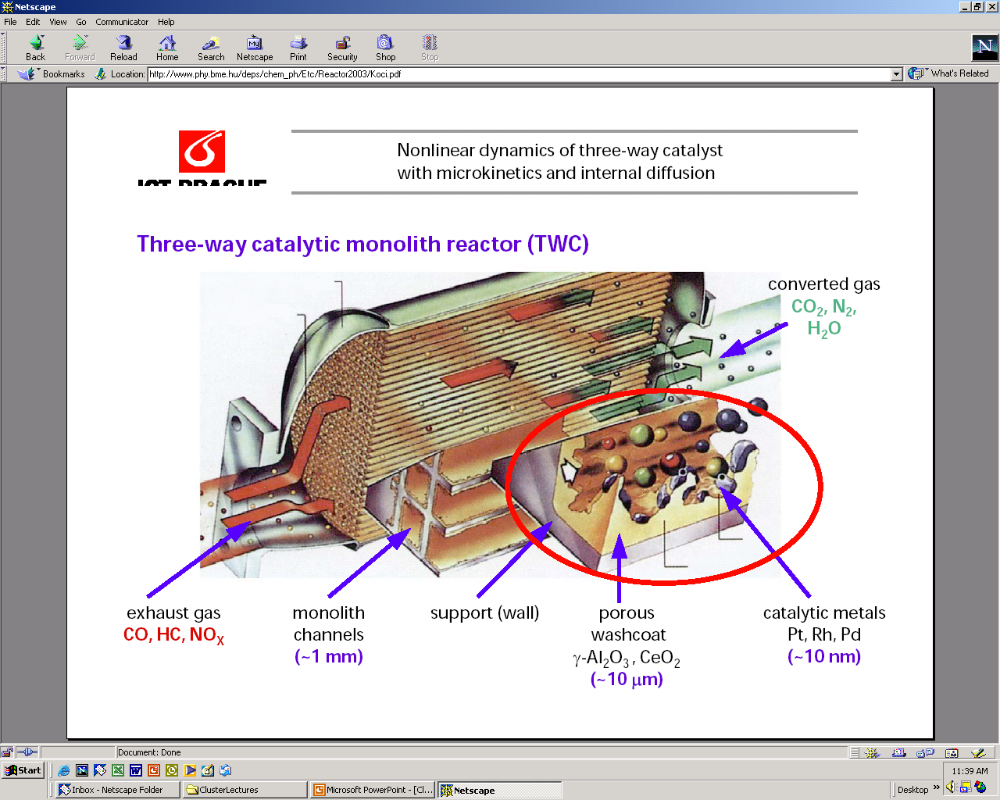 Netscape
File Edit View Go Communicator Help
My
N
Back Forward Reload Home Search Netscape Print Security Shop Stop
Bookmarks Location: http://www.phy.bme.hu/deps/chem_ph/Etc/Reactor2003/Koci.pdf What's Related
Nonlinear dynamics of three-way catalyst
with microkinetics and internal diffusion
ICT PRAGUE
Three-way catalytic monolith reactor (TWC)
converted gas
CO2, N2,
H2O
exhaust gas
CO, HC, NOX
monolith
channels
(~1 mm)
support (wall)
porous
washcoat
γ-Al2O3 , CeO2
(~10 μm)
catalytic metals
Pt, Rh, Pd
(~10 nm)
Document: Done
Start
11:39 AM
Inbox - Netscape Folder ClusterLectures Microsoft PowerPoint - [Cl... Netscape Desktop »